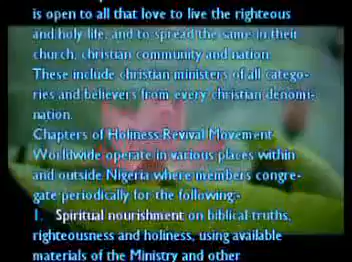 is open to all that love to live the righteous
and holy life, and to spread the same in their
church, christian community and nation.
These include christian ministers of all catego-
ries and believers from every christian denomi-
nation.
Chapters of Holiness Revival Movement
Worldwide operate in various places within
and outside Nigeria where members congre-
gate periodically for the following:-
1. Spiritual nourishment on biblical truths,
righteousness and holiness, using available
materials of the Ministry and other